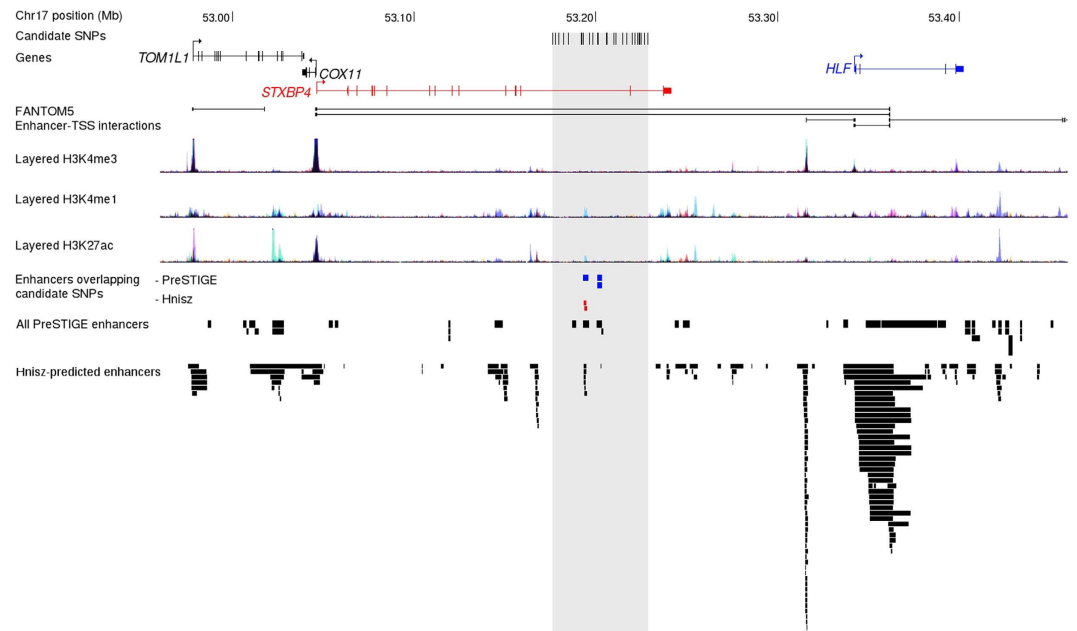 Chr17 position (Mb) 53.00 53.10 53.20 53.30 53.40
Candidate SNPs
Genes TOM1L1
COX11
HLF
STXBP4
FANTOM5
Enhancer-TSS interactions
Layered H3K4me3
Layered H3K4me1
Layered H3K27ac
Enhancers overlapping - PreSTIGE
candidate SNPs - Hnisz
All PreSTIGE enhancers
Hnisz-predicted enhancers